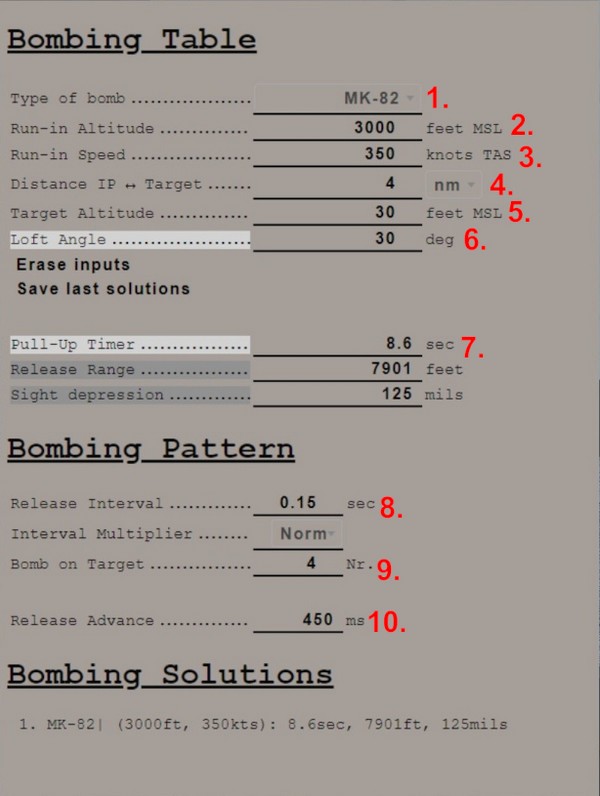 Bombing Table
Type of bomb .................... MK-82 1.
Run-in Altitude ............... 3000 feet MSL 2.
Run-in Speed .................. 350 knots TAS 3.
Distance IP ↔ Target ....... 4 nm 4.
Target Altitude ............... 30 feet MSL 5.
Loft Angle ....................... 30 deg 6.
Erase inputs
Save last solutions
Pull-Up Timer .................. 8.6 sec 7.
Release Range .................. 7901 feet
Sight depression .............. 125 mils
Bombing Pattern
Release Interval ............. 0.15 sec 8.
Interval Multiplier ........ Norm
Bomb on Target ................ 4 Nr. 9.
Release Advance .............. 450 ms 10.
Bombing Solutions
1. MK-82| (3000ft, 350kts): 8.6sec, 7901ft, 125mils